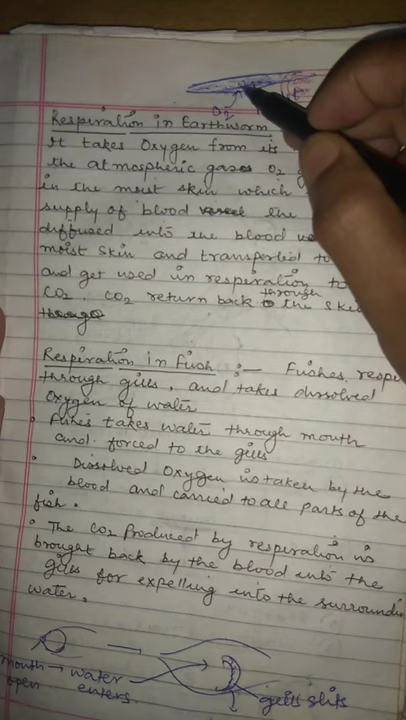 O2
Respiration in Earthworm
It takes Oxygen from its
the atmospheric gases O2
in the moist skin which
supply of blood the
diffused into the blood
moist skin and transported to
and get used in respiration to
CO2. CO2 return back through the skin
Respiration in fish :— Fishes respi
through gills, and takes dissolved
Oxygen of water
• fishes takes water through mouth
and forced to the gills
• Dissolved Oxygen is taken by the
blood and carried to all parts of the
fish.
• The CO2 produced by respiration is
brought back by the blood into the
gills for expelling into the surroundi
water.
mouth → water
open enters.
gills slits